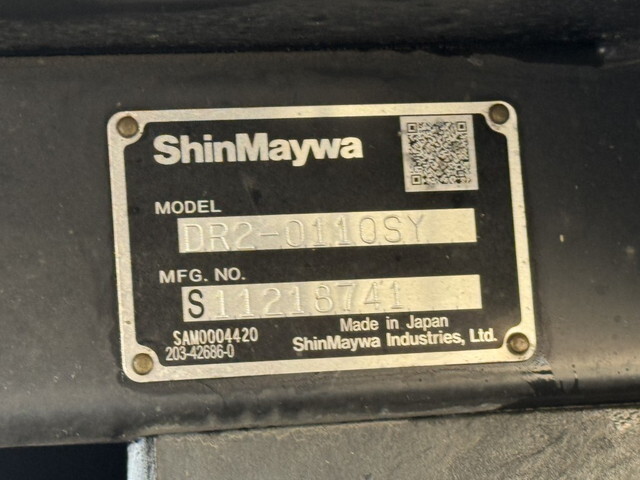 ShinMaywa
MODEL
DR2-0110SY
MFG. NO.
S11218741
SAM0004420
203-42686-0
Made in Japan
ShinMaywa Industries, Ltd.